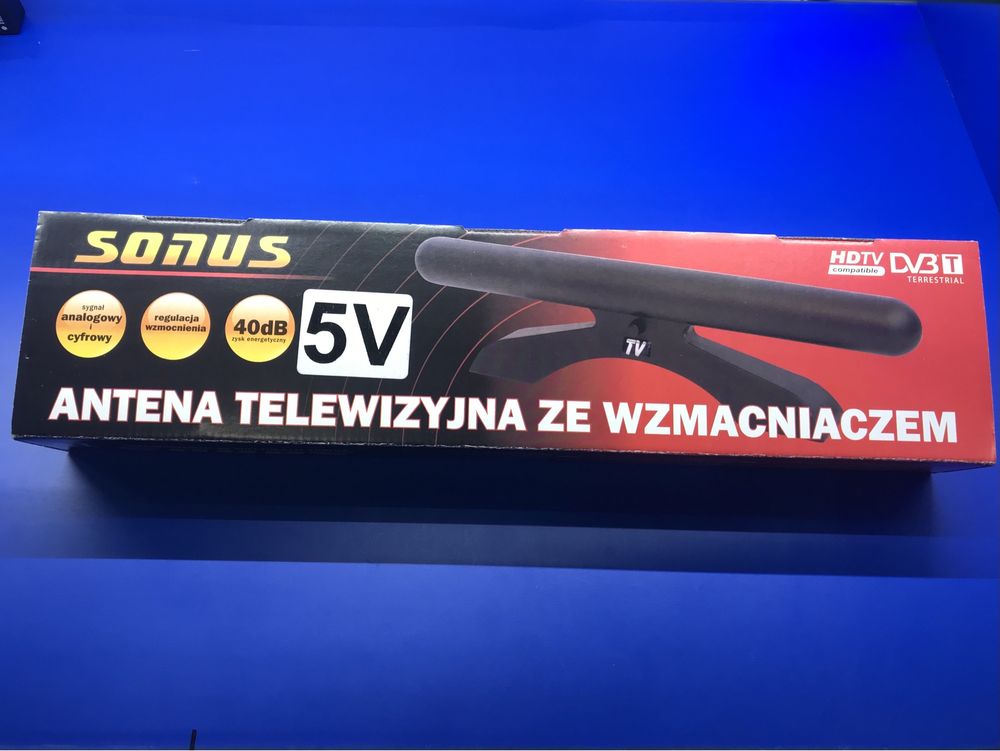 SONUS
HDTV
compatible
DVB T
TERRESTRIAL
sygnał
analogowy
i
cyfrowy
regulacja
wzmocnienia
40dB
zysk energetyczny
5V
TV
ANTENA TELEWIZYJNA ZE WZMACNIACZEM